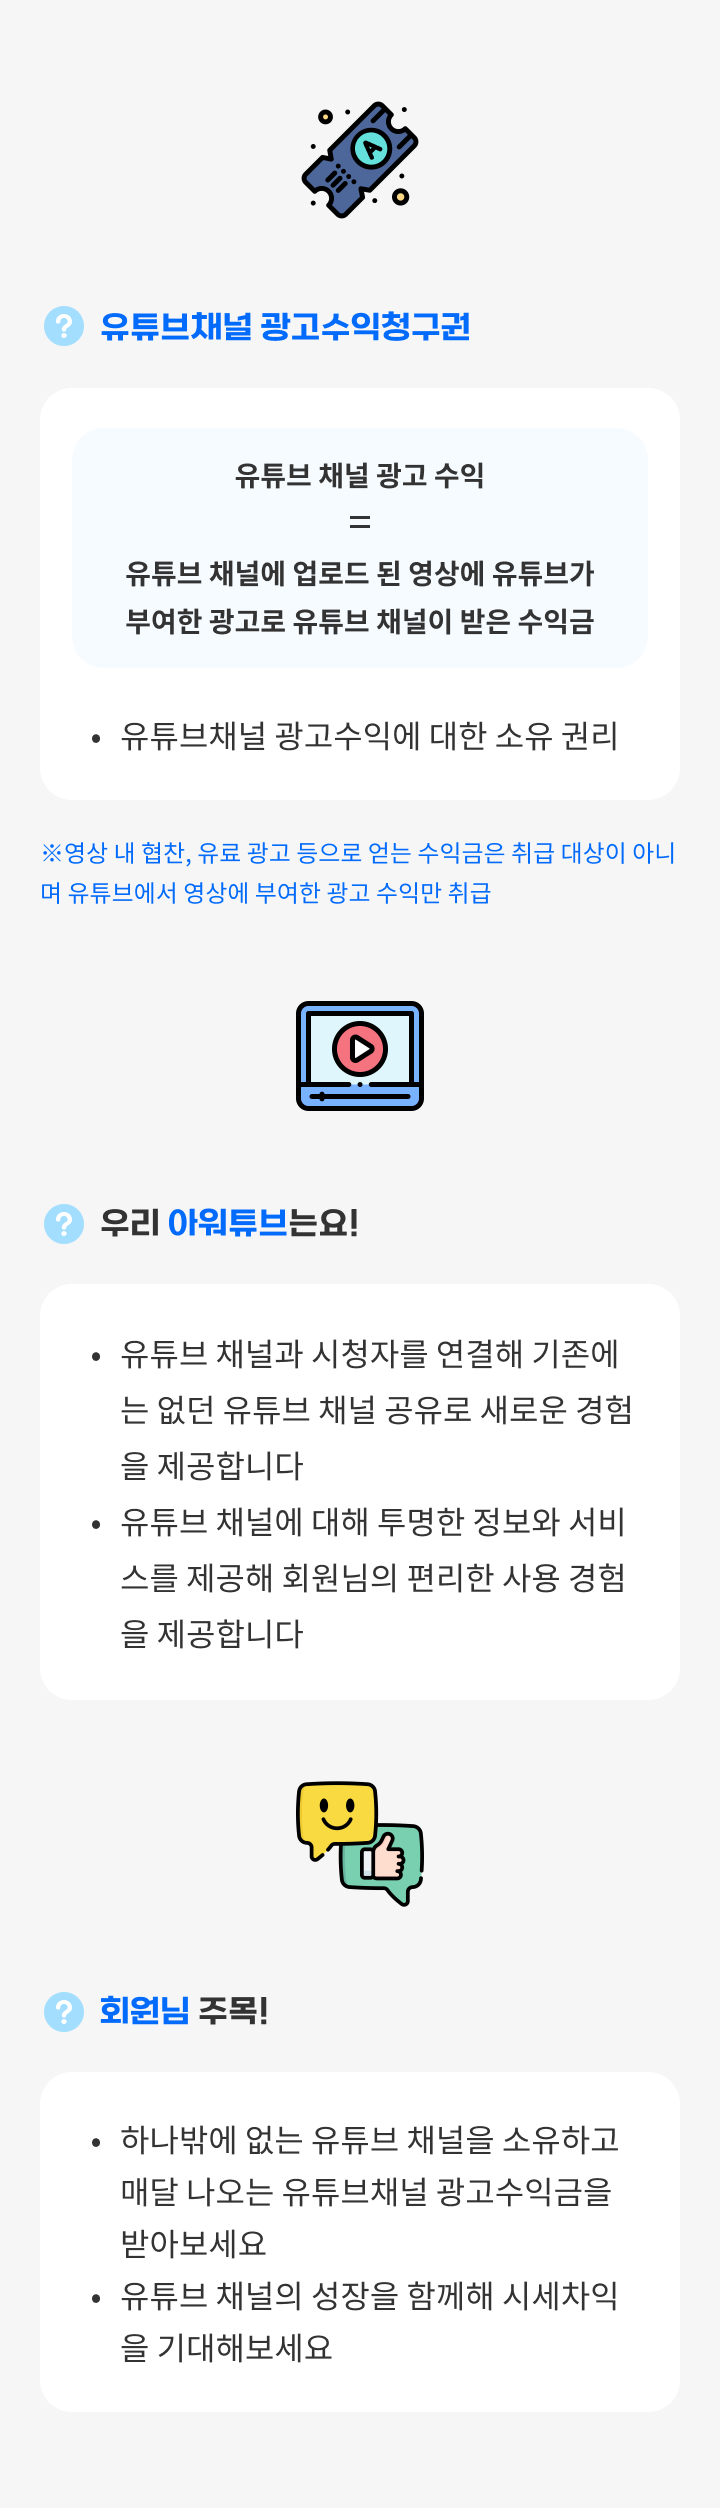 유튜브채널 광고수익청구권
유튜브 채널 광고 수익
=
유튜브 채널에 업로드 된 영상에 유튜브가
부여한 광고로 유튜브 채널이 받은 수익금
• 유튜브채널 광고수익에 대한 소유 권리
※영상 내 협찬, 유료 광고 등으로 얻는 수익금은 취급 대상이 아니
며 유튜브에서 영상에 부여한 광고 수익만 취급
우리 아워튜브는요!
• 유튜브 채널과 시청자를 연결해 기존에
는 없던 유튜브 채널 공유로 새로운 경험
을 제공합니다
• 유튜브 채널에 대해 투명한 정보와 서비
스를 제공해 회원님의 편리한 사용 경험
을 제공합니다
회원님 주목!
• 하나밖에 없는 유튜브 채널을 소유하고
매달 나오는 유튜브채널 광고수익금을
받아보세요
• 유튜브 채널의 성장을 함께해 시세차익
을 기대해보세요